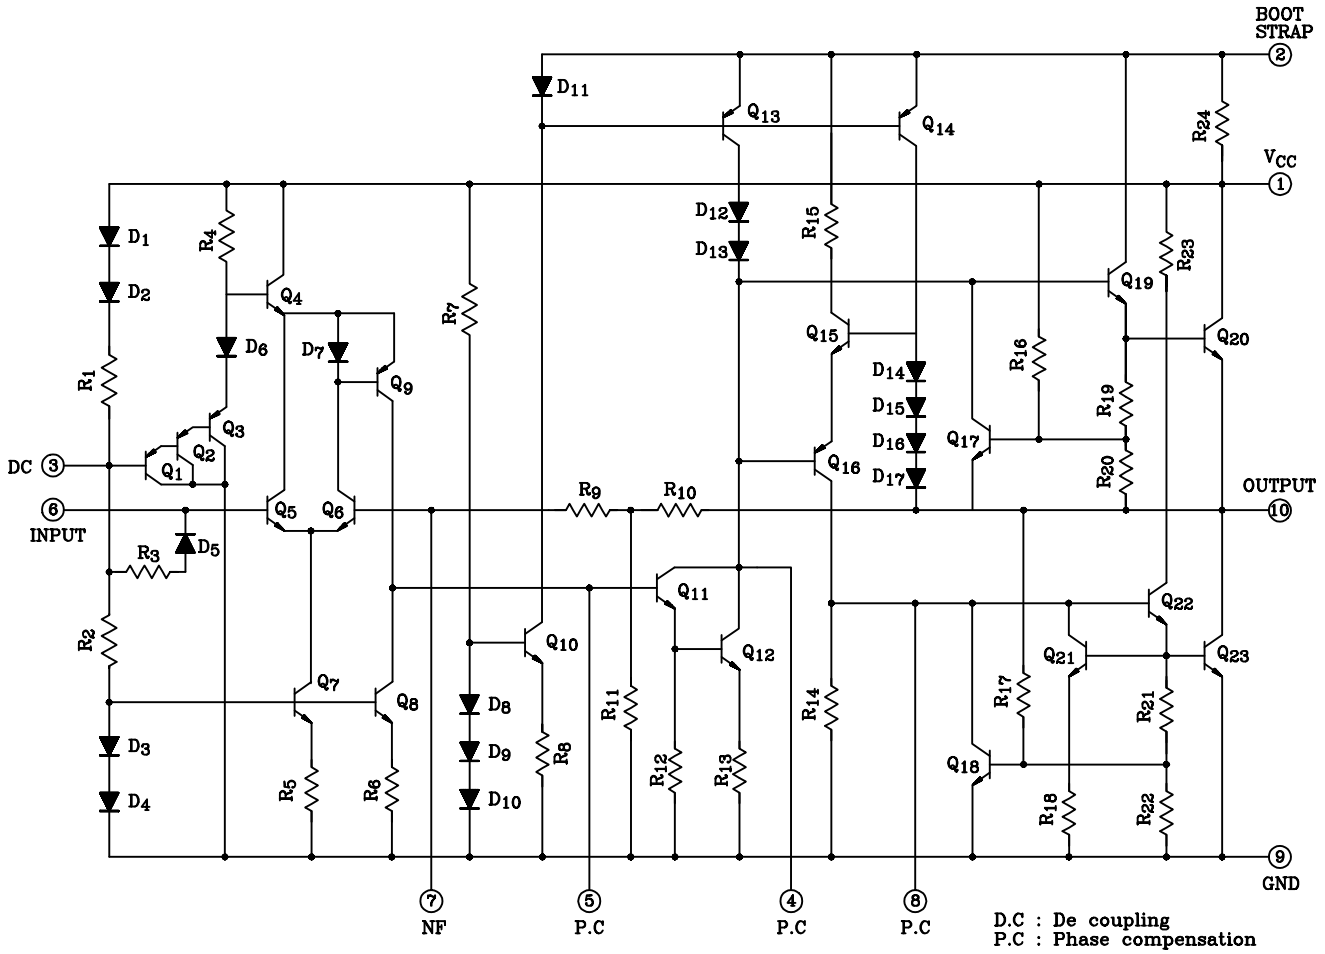 BOOT
STRAP
2
D11
Q13
Q14
R24
VCC
1
D1
R4
D12
R15
D2
D13
R23
Q4
Q19
R7
D6
D7
Q15
R16
Q20
R1
Q9
D14
R19
D15
Q3
Q17
D16
DC 3
Q1
Q2
Q16
R20
D17
R9
R10
OUTPUT
6
Q5
Q6
10
INPUT
R3
D5
Q11
Q22
R2
Q10
Q12
Q21
Q23
Q7
Q8
R11
R14
R17
R21
D8
D3
D9
R8
R12
R13
Q18
R5
R6
D4
D10
R18
R22
9
GND
7
5
4
8
NF
P.C
P.C
P.C
D.C : De coupling
P.C : Phase compensation